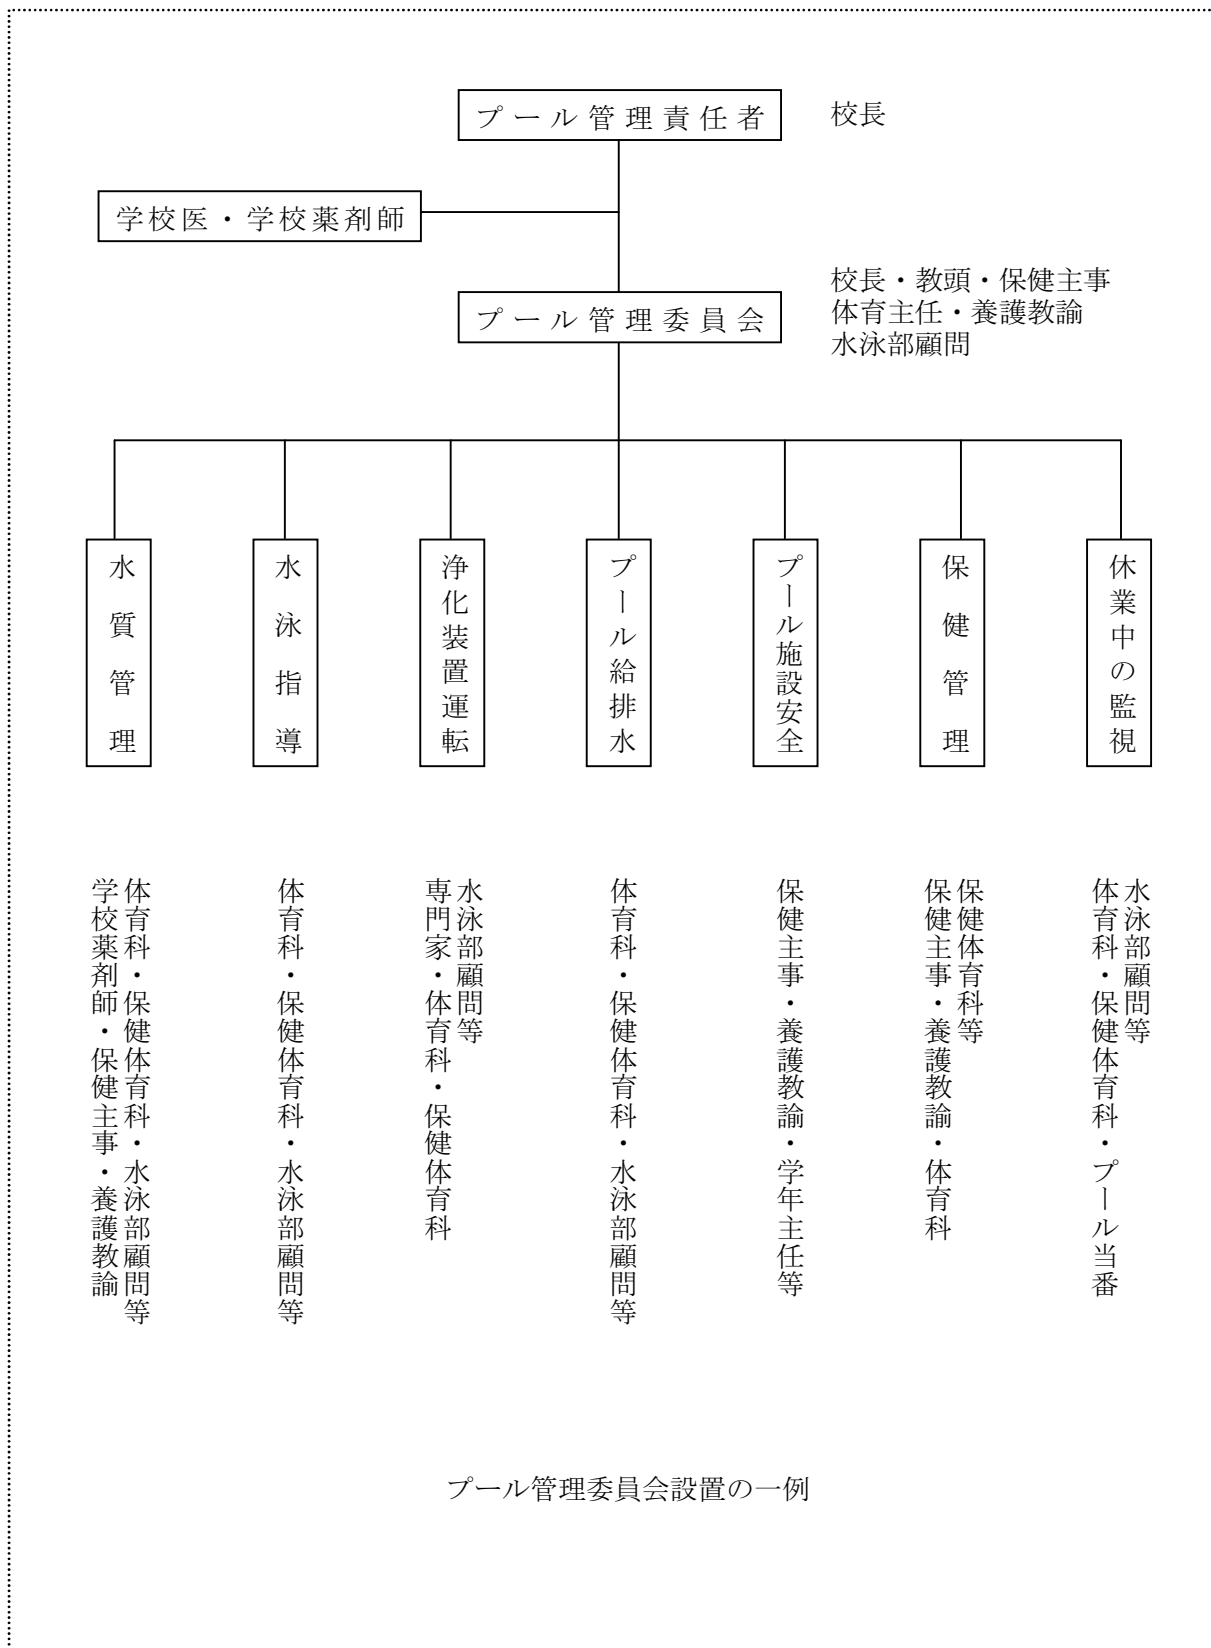 プール管理責任者
校長
学校医・学校薬剤師
プール管理委員会
校長・教頭・保健主事
体育主任・養護教諭
水泳部顧問
水質管理
水泳指導
浄化装置運転
プール給排水
プール施設安全
保健管理
休業中の監視
学校薬剤師・保健主事・養護教諭
体育科・保健体育科・水泳部顧問等
体育科・保健体育科・水泳部顧問等
専門家・体育科・保健体育科
水泳部顧問等
体育科・保健体育科・水泳部顧問等
保健主事・養護教諭・学年主任等
保健主事・養護教諭・体育科
保健体育科等
体育科・保健体育科・プール当番
水泳部顧問等
プール管理委員会設置の一例